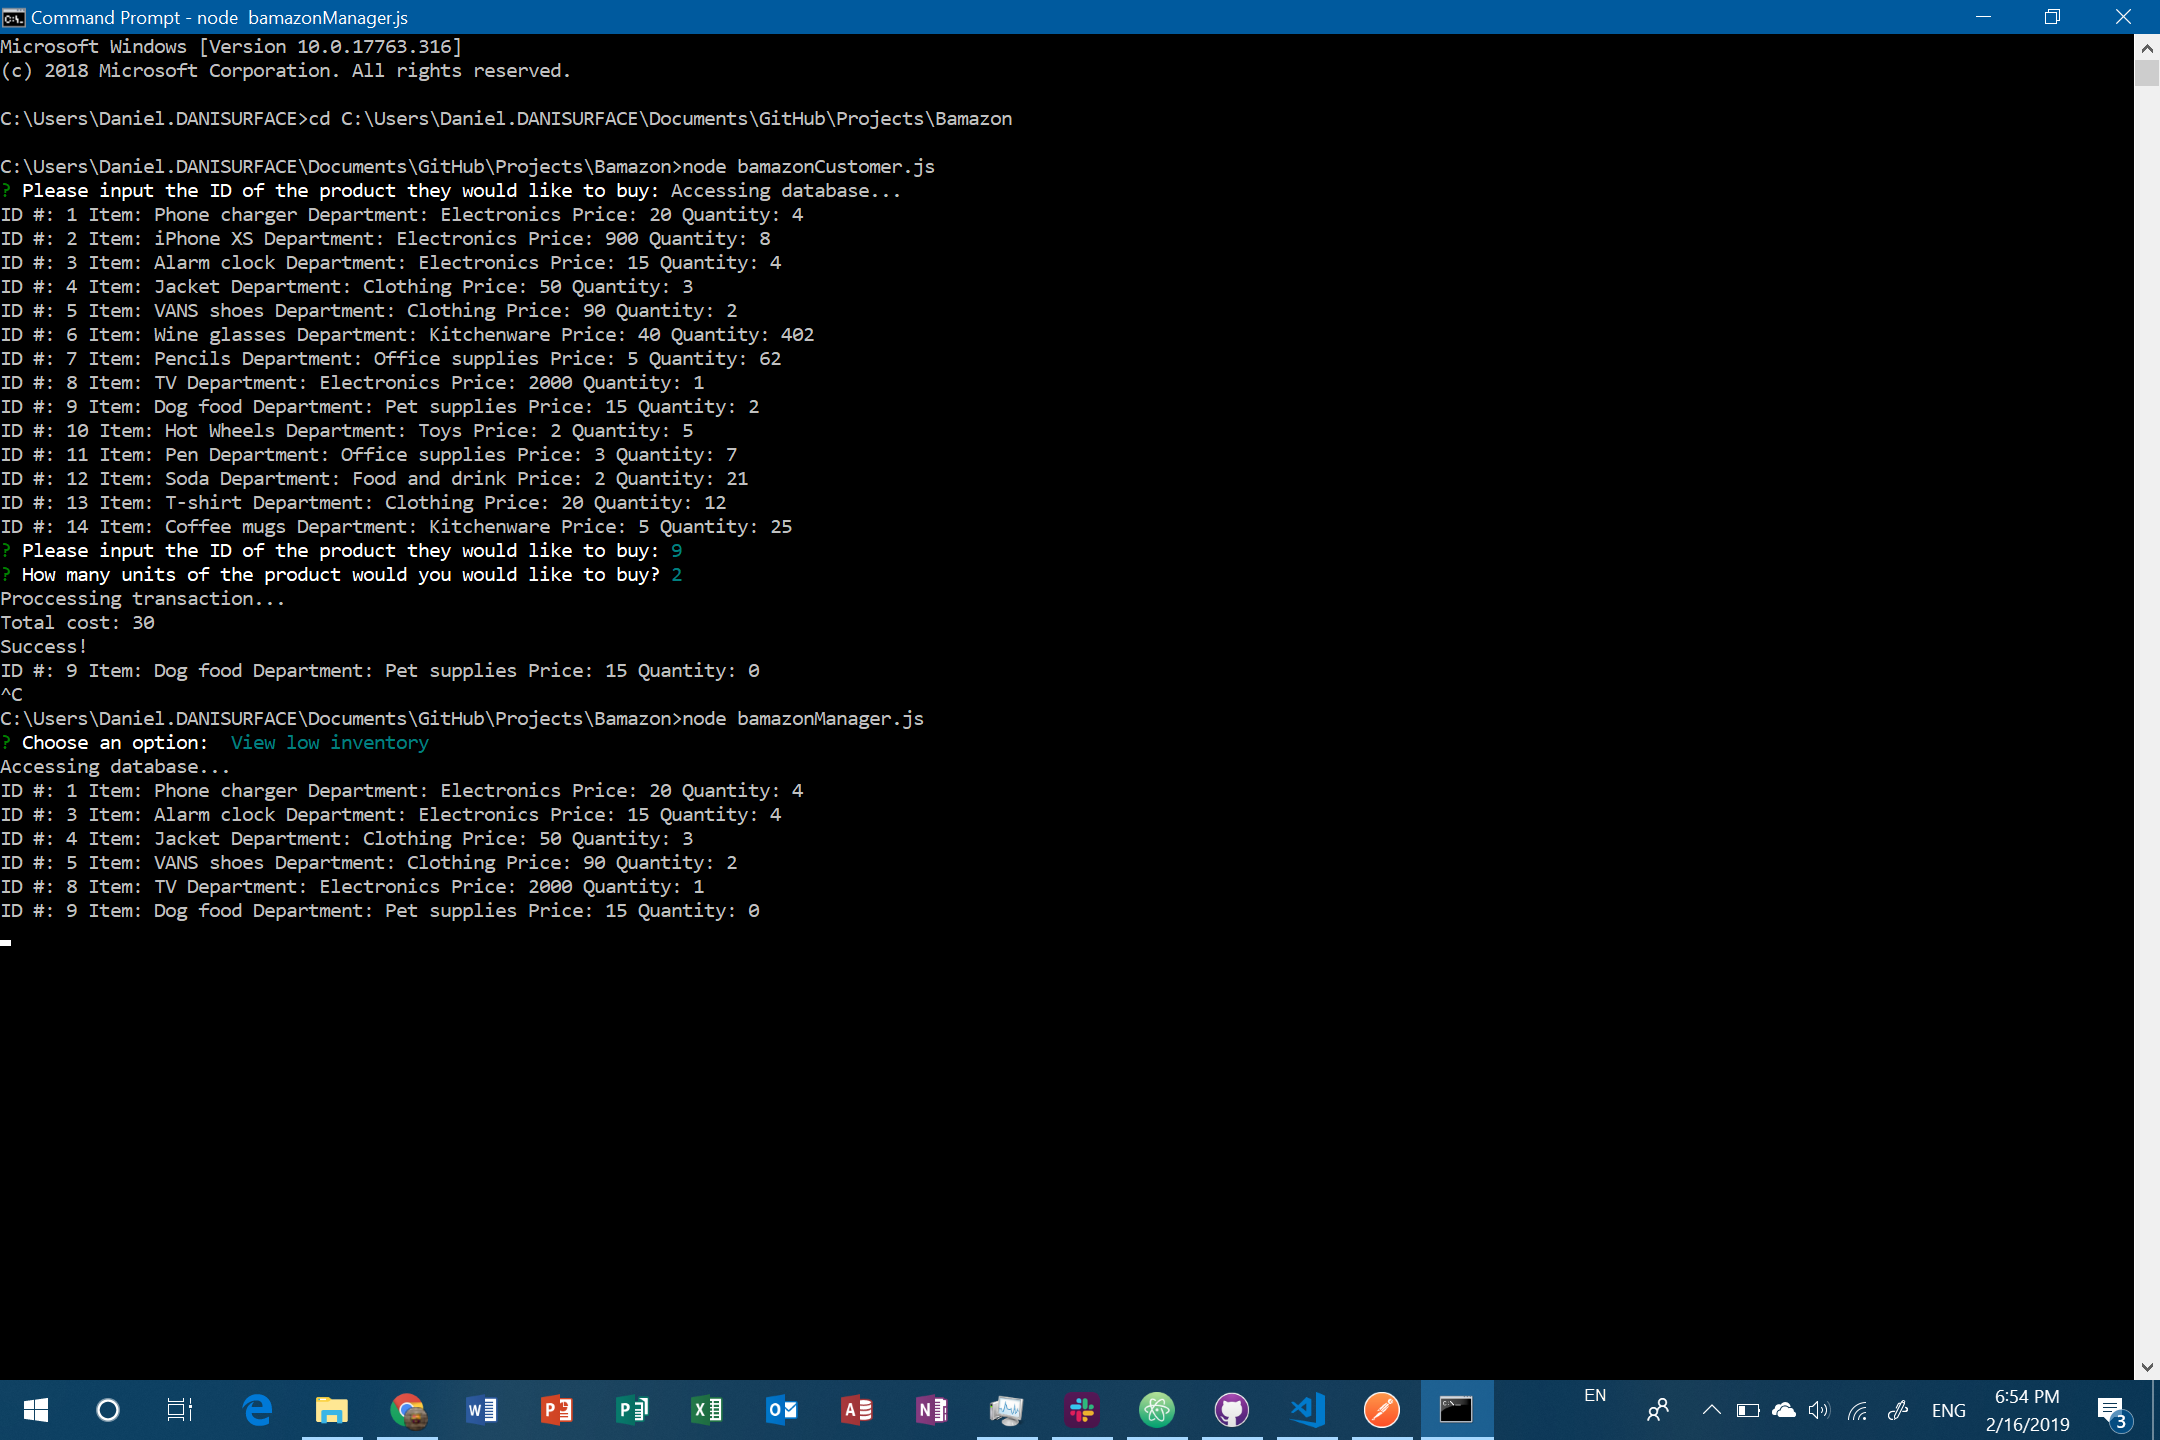 Command Prompt - node  bamazonManager.js
Microsoft Windows [Version 10.0.17763.316]
(c) 2018 Microsoft Corporation. All rights reserved.
C:\Users\Daniel.DANISURFACE>cd C:\Users\Daniel.DANISURFACE\Documents\GitHub\Projects\Bamazon
C:\Users\Daniel.DANISURFACE\Documents\GitHub\Projects\Bamazon>node bamazonCustomer.js
? Please input the ID of the product they would like to buy: Accessing database...
ID #: 1 Item: Phone charger Department: Electronics Price: 20 Quantity: 4
ID #: 2 Item: iPhone XS Department: Electronics Price: 900 Quantity: 8
ID #: 3 Item: Alarm clock Department: Electronics Price: 15 Quantity: 4
ID #: 4 Item: Jacket Department: Clothing Price: 50 Quantity: 3
ID #: 5 Item: VANS shoes Department: Clothing Price: 90 Quantity: 2
ID #: 6 Item: Wine glasses Department: Kitchenware Price: 40 Quantity: 402
ID #: 7 Item: Pencils Department: Office supplies Price: 5 Quantity: 62
ID #: 8 Item: TV Department: Electronics Price: 2000 Quantity: 1
ID #: 9 Item: Dog food Department: Pet supplies Price: 15 Quantity: 2
ID #: 10 Item: Hot Wheels Department: Toys Price: 2 Quantity: 5
ID #: 11 Item: Pen Department: Office supplies Price: 3 Quantity: 7
ID #: 12 Item: Soda Department: Food and drink Price: 2 Quantity: 21
ID #: 13 Item: T-shirt Department: Clothing Price: 20 Quantity: 12
ID #: 14 Item: Coffee mugs Department: Kitchenware Price: 5 Quantity: 25
? Please input the ID of the product they would like to buy: 9
? How many units of the product would you would like to buy? 2
Proccessing transaction...
Total cost: 30
Success!
ID #: 9 Item: Dog food Department: Pet supplies Price: 15 Quantity: 0
^C
C:\Users\Daniel.DANISURFACE\Documents\GitHub\Projects\Bamazon>node bamazonManager.js
? Choose an option:  View low inventory
Accessing database...
ID #: 1 Item: Phone charger Department: Electronics Price: 20 Quantity: 4
ID #: 3 Item: Alarm clock Department: Electronics Price: 15 Quantity: 4
ID #: 4 Item: Jacket Department: Clothing Price: 50 Quantity: 3
ID #: 5 Item: VANS shoes Department: Clothing Price: 90 Quantity: 2
ID #: 8 Item: TV Department: Electronics Price: 2000 Quantity: 1
ID #: 9 Item: Dog food Department: Pet supplies Price: 15 Quantity: 0
EN
ENG
6:54 PM
2/16/2019
3